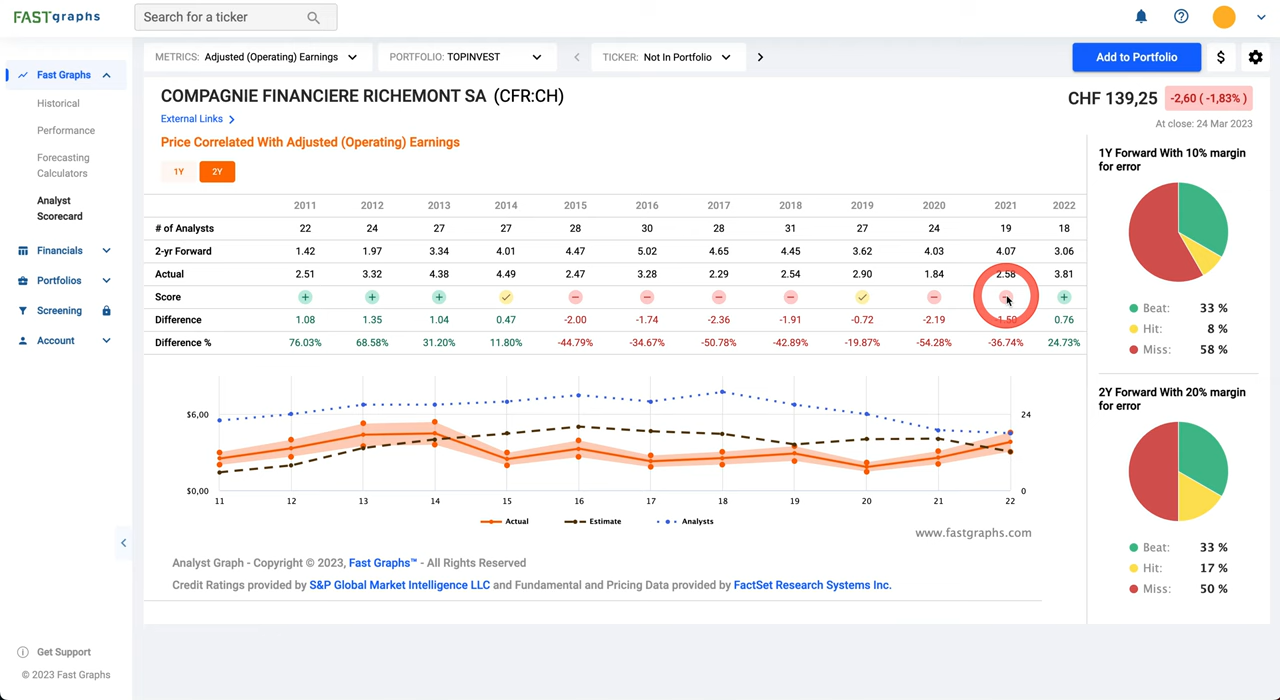 FAST graphs
Search for a ticker
METRICS: Adjusted (Operating) Earnings
PORTFOLIO: TOPINVEST
TICKER: Not In Portfolio
Add to Portfolio
$
Fast Graphs
Historical
Performance
Forecasting
Calculators
Analyst
Scorecard
Financials
Portfolios
Screening
Account
COMPAGNIE FINANCIERE RICHEMONT SA (CFR:CH)
CHF 139,25 -2,60 ( -1,83% )
At close: 24 Mar 2023
External Links
Price Correlated With Adjusted (Operating) Earnings
1Y 2Y
2011 2012 2013 2014 2015 2016 2017 2018 2019 2020 2021 2022
# of Analysts 22 24 27 27 28 30 28 31 27 24 19 18
2-yr Forward 1.42 1.97 3.34 4.01 4.47 5.02 4.65 4.45 3.62 4.03 4.07 3.06
Actual 2.51 3.32 4.38 4.49 2.47 3.28 2.29 2.54 2.90 1.84 2.58 3.81
Score
Difference 1.08 1.35 1.04 0.47 -2.00 -1.74 -2.36 -1.91 -0.72 -2.19 -1.50 0.76
Difference % 76.03% 68.58% 31.20% 11.80% -44.79% -34.67% -50.78% -42.89% -19.87% -54.28% -36.74% 24.73%
$6,00 24
$0,00 0
11 12 13 14 15 16 17 18 19 20 21 22
Actual Estimate Analysts
www.fastgraphs.com
Analyst Graph - Copyright © 2023, Fast Graphs™ - All Rights Reserved
Credit Ratings provided by S&P Global Market Intelligence LLC and Fundamental and Pricing Data provided by FactSet Research Systems Inc.
1Y Forward With 10% margin
for error
Beat: 33 %
Hit: 8 %
Miss: 58 %
2Y Forward With 20% margin
for error
Beat: 33 %
Hit: 17 %
Miss: 50 %
Get Support
© 2023 Fast Graphs